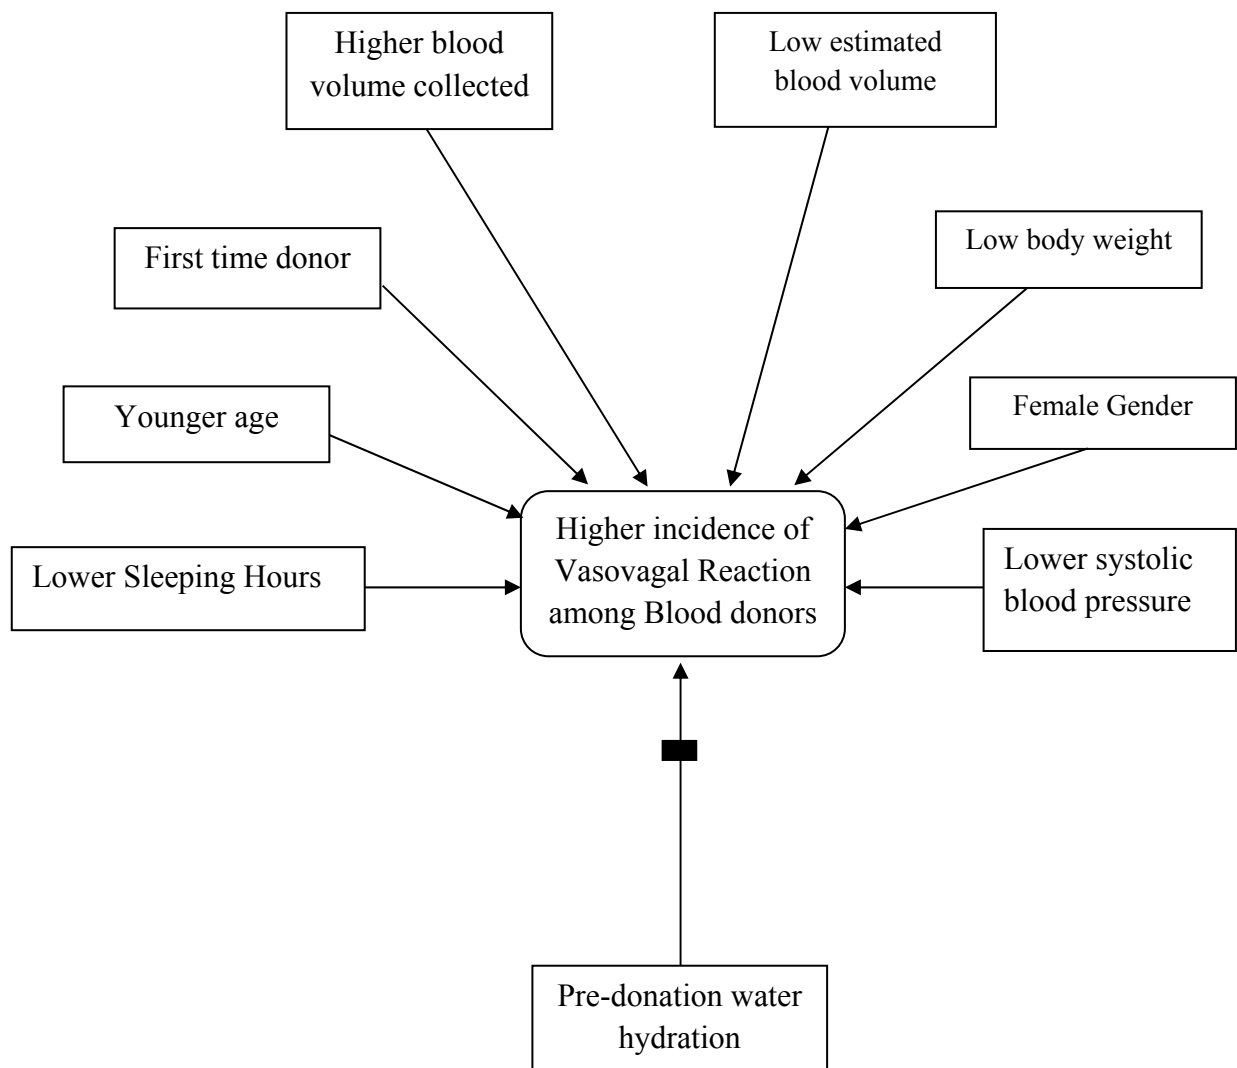 Higher blood
volume collected
Low estimated
blood volume
First time donor
Low body weight
Younger age
Female Gender
Higher incidence of
Vasovagal Reaction
among Blood donors
Lower Sleeping Hours
Lower systolic
blood pressure
Pre-donation water
hydration